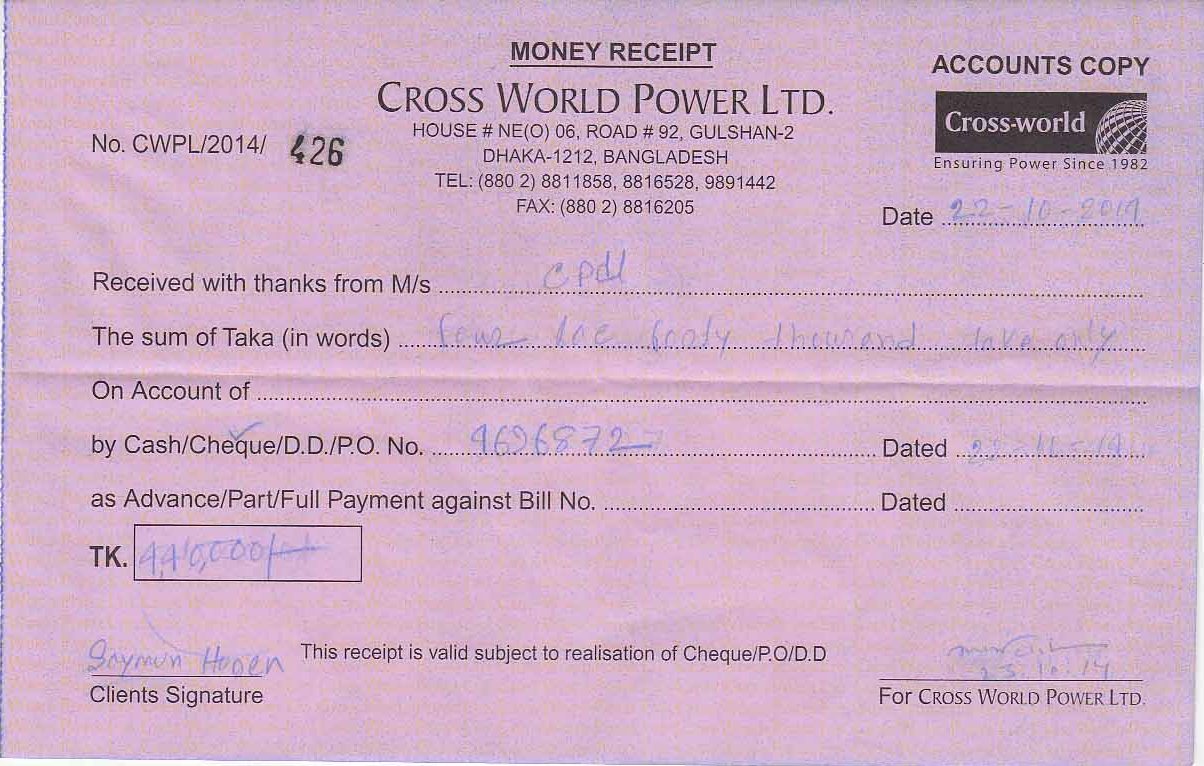 MONEY RECEIPT
ACCOUNTS COPY
CROSS WORLD POWER LTD.
Cross-world
Ensuring Power Since 1982
No. CWPL/2014/ 426
HOUSE # NE(O) 06, ROAD # 92, GULSHAN-2
DHAKA-1212, BANGLADESH
TEL: (880 2) 8811858, 8816528, 9891442
FAX: (880 2) 8816205
Date 22-10-2014
Received with thanks from M/s cpdl
The sum of Taka (in words) four lac forty thousand taka only
On Account of
by Cash/Cheque/D.D./P.O. No. 9696872 Dated
as Advance/Part/Full Payment against Bill No. Dated
TK. 4,40,000/-
Saymun Hosen
This receipt is valid subject to realisation of Cheque/P.O/D.D
23.10.14
Clients Signature
For CROSS WORLD POWER LTD.